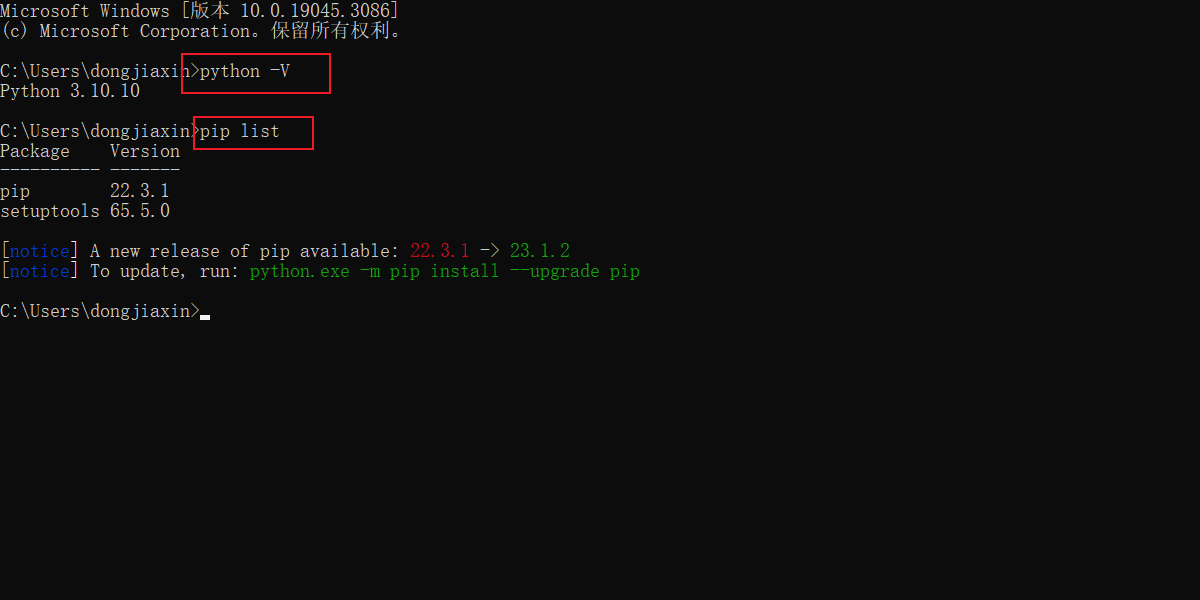 Microsoft Windows [版本 10.0.19045.3086]
(c) Microsoft Corporation。保留所有权利。
C:\Users\dongjiaxin>python -V
Python 3.10.10
C:\Users\dongjiaxin>pip list
Package    Version
---------- -------
pip        22.3.1
setuptools 65.5.0
[notice] A new release of pip available: 22.3.1 -> 23.1.2
[notice] To update, run: python.exe -m pip install --upgrade pip
C:\Users\dongjiaxin>